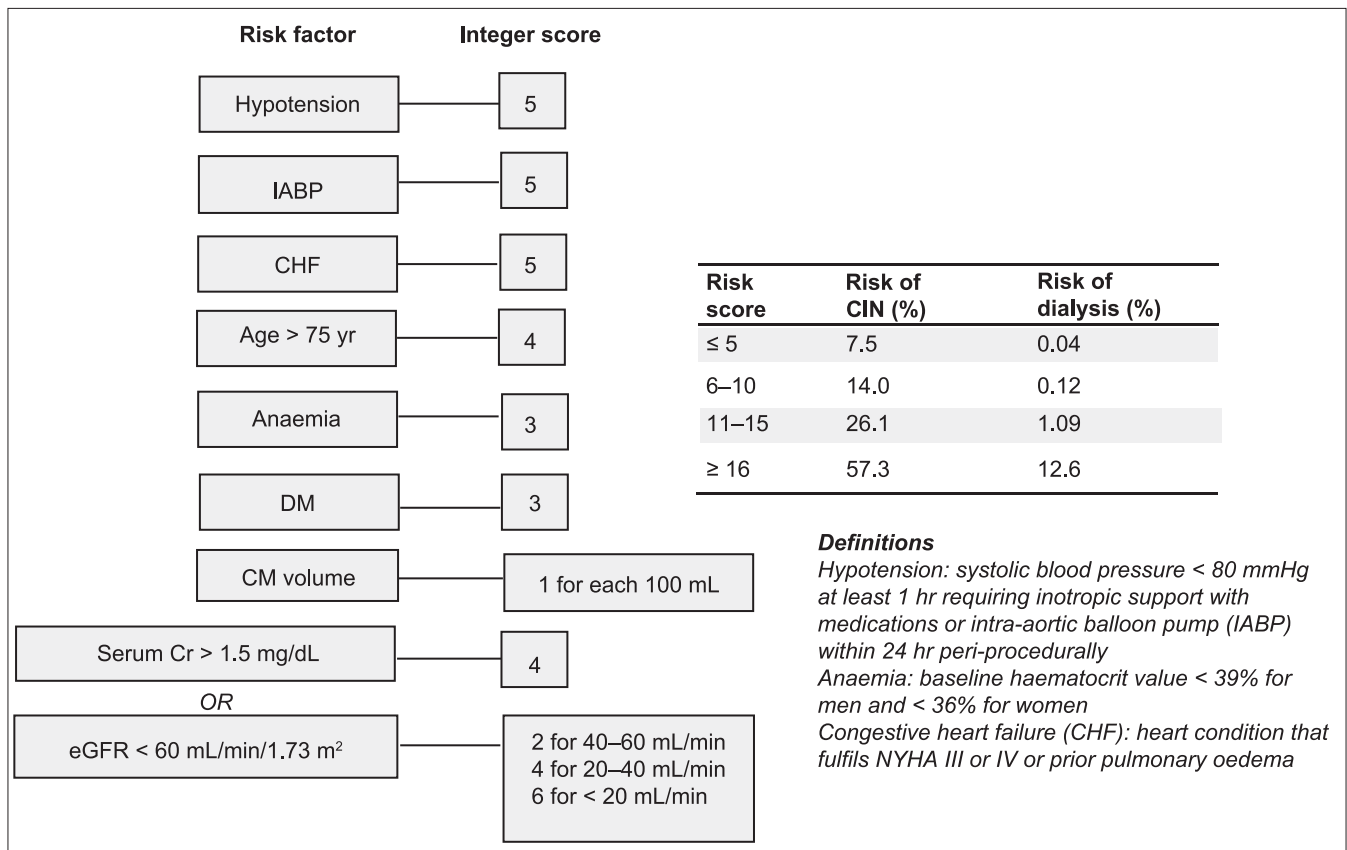 Risk factor Integer score
Hypotension 5
IABP 5
CHF 5
Age > 75 yr 4
Anaemia 3
DM 3
CM volume 1 for each 100 mL
Serum Cr > 1.5 mg/dL 4
OR
eGFR < 60 mL/min/1.73 m² 2 for 40–60 mL/min
4 for 20–40 mL/min
6 for < 20 mL/min
Risk score Risk of CIN (%) Risk of dialysis (%)
≤ 5 7.5 0.04
6–10 14.0 0.12
11–15 26.1 1.09
≥ 16 57.3 12.6
Definitions
Hypotension: systolic blood pressure < 80 mmHg
at least 1 hr requiring inotropic support with
medications or intra-aortic balloon pump (IABP)
within 24 hr peri-procedurally
Anaemia: baseline haematocrit value < 39% for
men and < 36% for women
Congestive heart failure (CHF): heart condition that
fulfils NYHA III or IV or prior pulmonary oedema